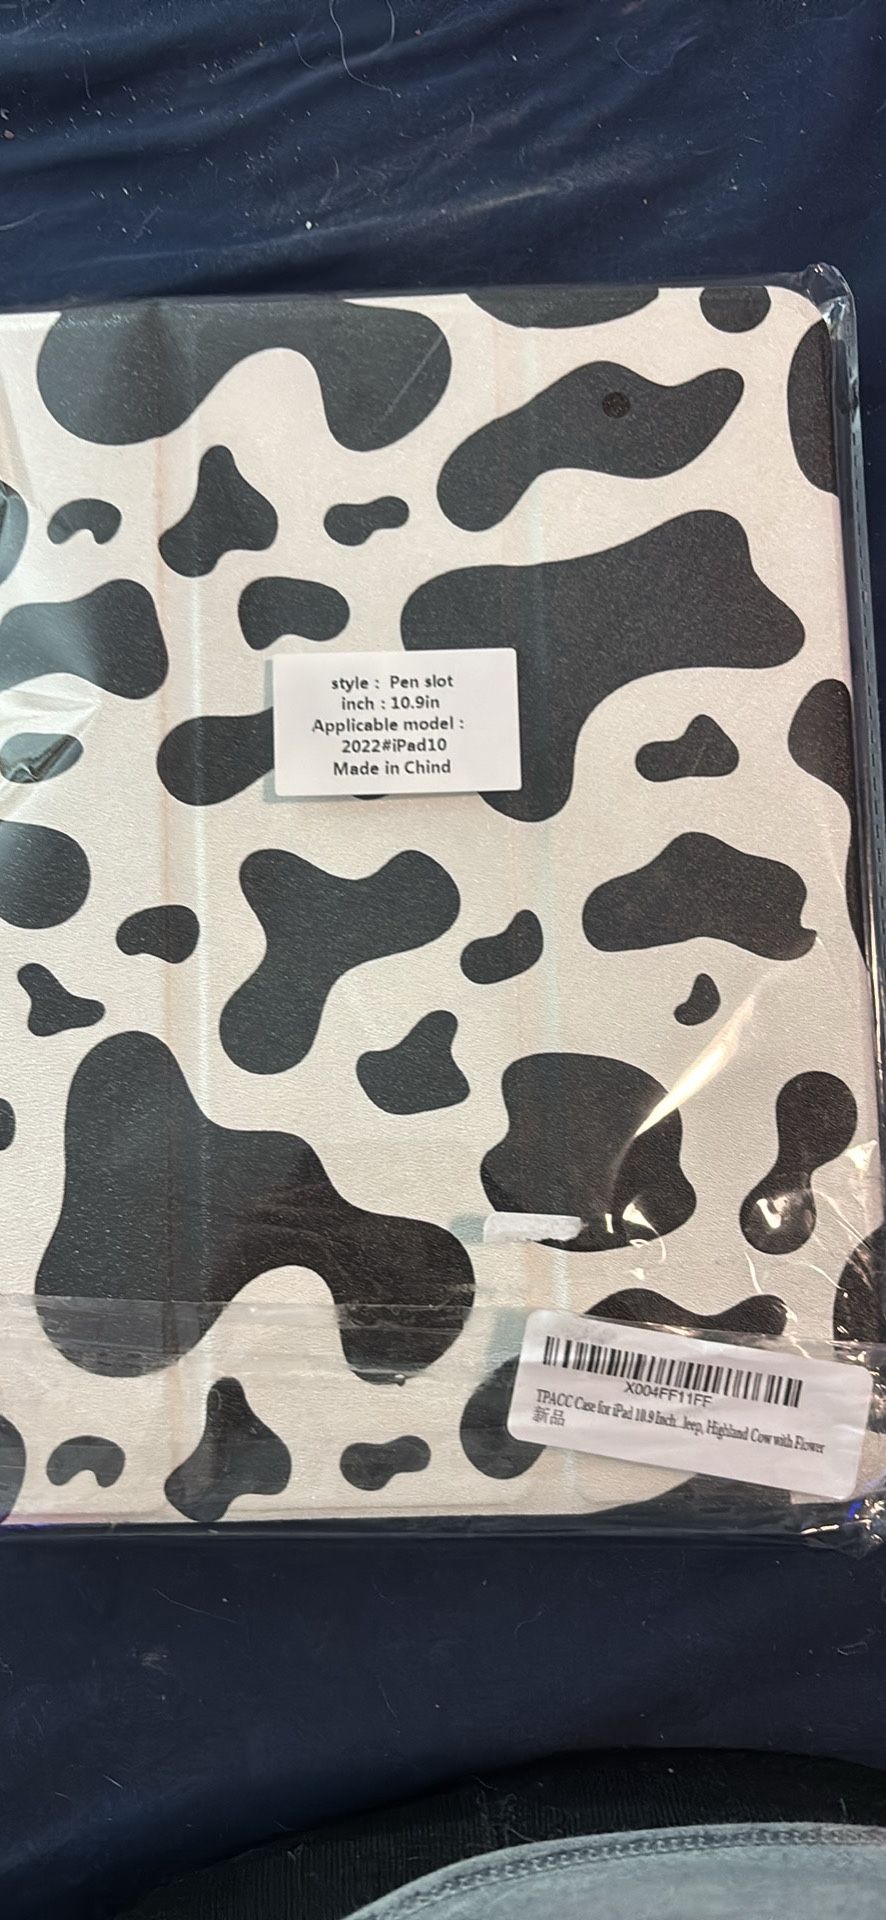 style : Pen slot
inch : 10.9in
Applicable model :
2022#iPad10
Made in Chind
X004FF11FF
TPACC Case for iPad 10.9 Inch...leep, Highland Cow with Flower
新品